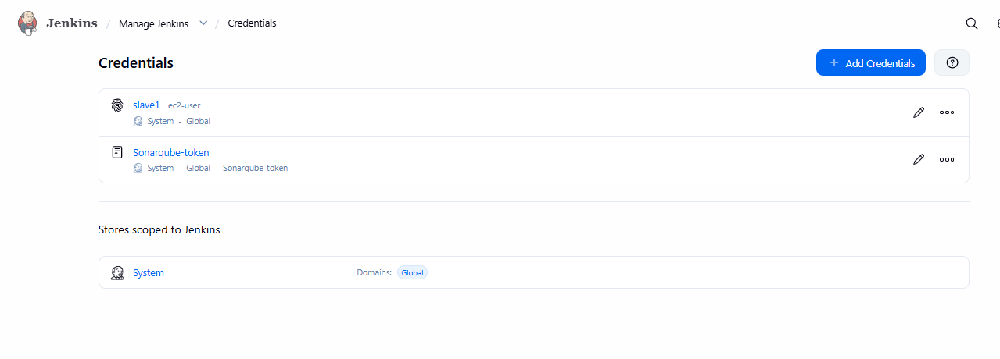 Jenkins / Manage Jenkins / Credentials
Credentials
+ Add Credentials
slave1 ec2-user
System - Global
Sonarqube-token
System - Global - Sonarqube-token
Stores scoped to Jenkins
System Domains: Global